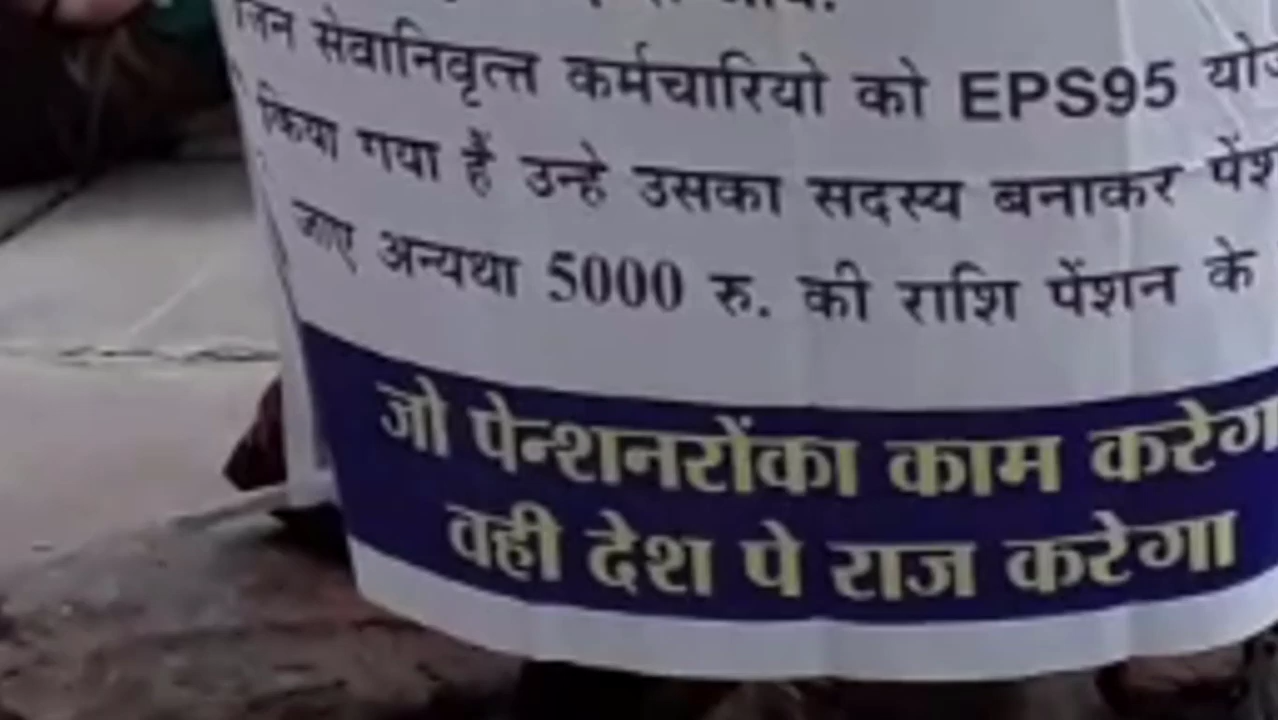 जिन सेवानिवृत्त कर्मचारियो को EPS95
किया गया हैं उन्हे उसका सदस्य बनाकर
जाए अन्यथा 5000 रु. की राशि पेंशन के
जो पेन्शनरोंका काम करेगा
वही देश पे राज करेगा